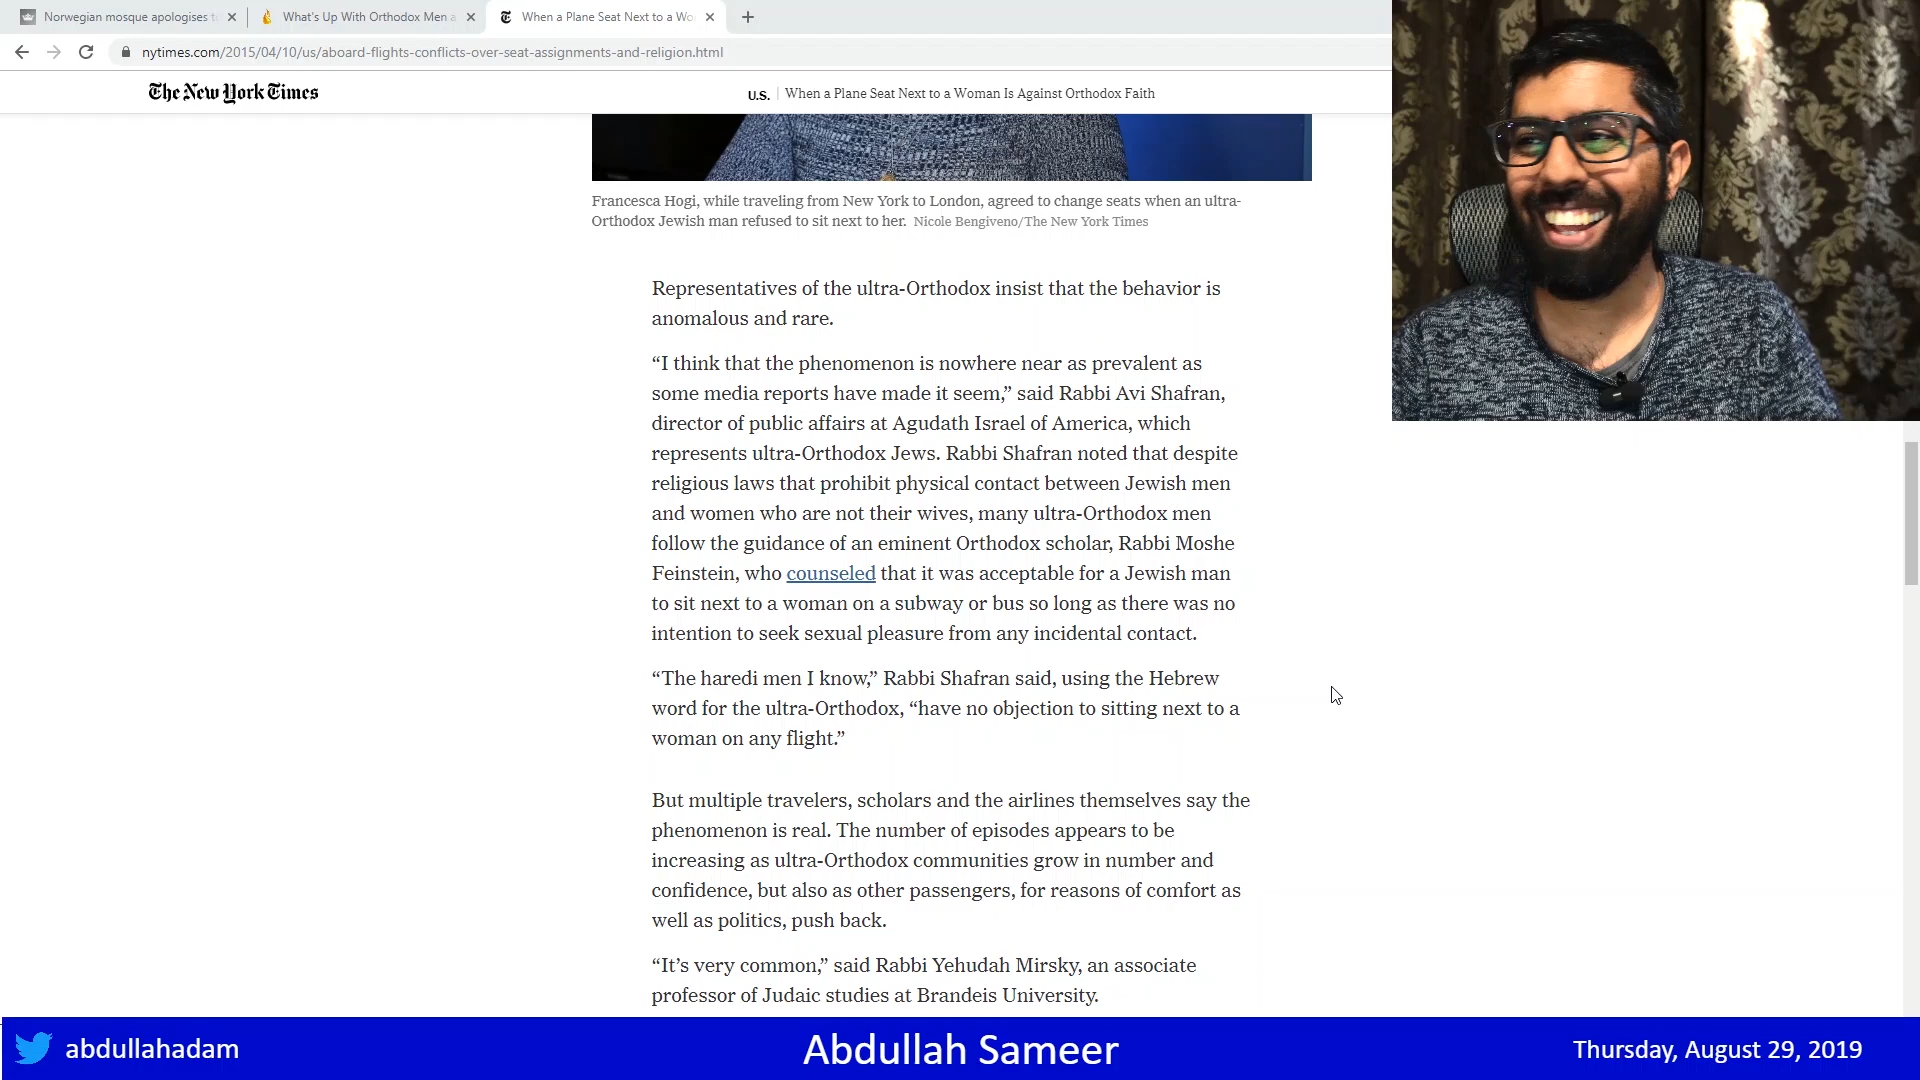 Norwegian mosque apologises t
What's Up With Orthodox Men a
When a Plane Seat Next to a Wo
nytimes.com/2015/04/10/us/aboard-flights-conflicts-over-seat-assignments-and-religion.html
The New York Times
U.S. When a Plane Seat Next to a Woman Is Against Orthodox Faith
Francesca Hogi, while traveling from New York to London, agreed to change seats when an ultra-
Orthodox Jewish man refused to sit next to her. Nicole Bengiveno/The New York Times
Representatives of the ultra-Orthodox insist that the behavior is
anomalous and rare.
“I think that the phenomenon is nowhere near as prevalent as
some media reports have made it seem,” said Rabbi Avi Shafran,
director of public affairs at Agudath Israel of America, which
represents ultra-Orthodox Jews. Rabbi Shafran noted that despite
religious laws that prohibit physical contact between Jewish men
and women who are not their wives, many ultra-Orthodox men
follow the guidance of an eminent Orthodox scholar, Rabbi Moshe
Feinstein, who counseled that it was acceptable for a Jewish man
to sit next to a woman on a subway or bus so long as there was no
intention to seek sexual pleasure from any incidental contact.
“The haredi men I know,” Rabbi Shafran said, using the Hebrew
word for the ultra-Orthodox, “have no objection to sitting next to a
woman on any flight.”
But multiple travelers, scholars and the airlines themselves say the
phenomenon is real. The number of episodes appears to be
increasing as ultra-Orthodox communities grow in number and
confidence, but also as other passengers, for reasons of comfort as
well as politics, push back.
“It’s very common,” said Rabbi Yehudah Mirsky, an associate
professor of Judaic studies at Brandeis University.
abdullahadam
Abdullah Sameer
Thursday, August 29, 2019